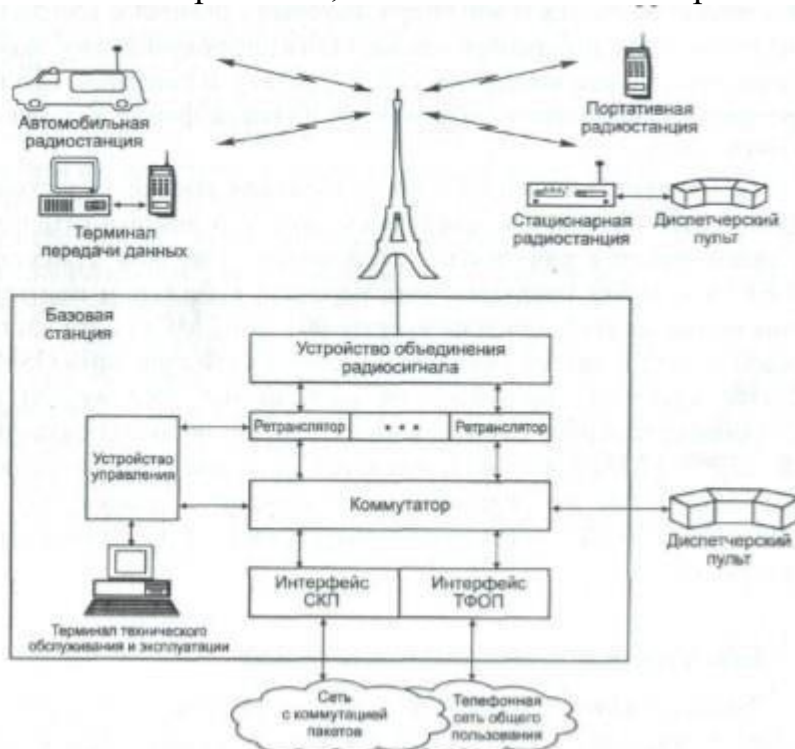 Автомобильная
радиостанция
Портативная
радиостанция
Терминал
передачи данных
Стационарная
радиостанция
Диспетчерский
пульт
Базовая
станция
Устройство объединения
радиосигнала
Ретранслятор
• • •
Ретранслятор
Устройство
управления
Коммутатор
Диспетчерский
пульт
Интерфейс
СКП
Интерфейс
ТФОП
Терминал технического
обслуживания и эксплуатации
Сеть
с коммутацией
пакетов
Телефонная
сеть общего
пользования